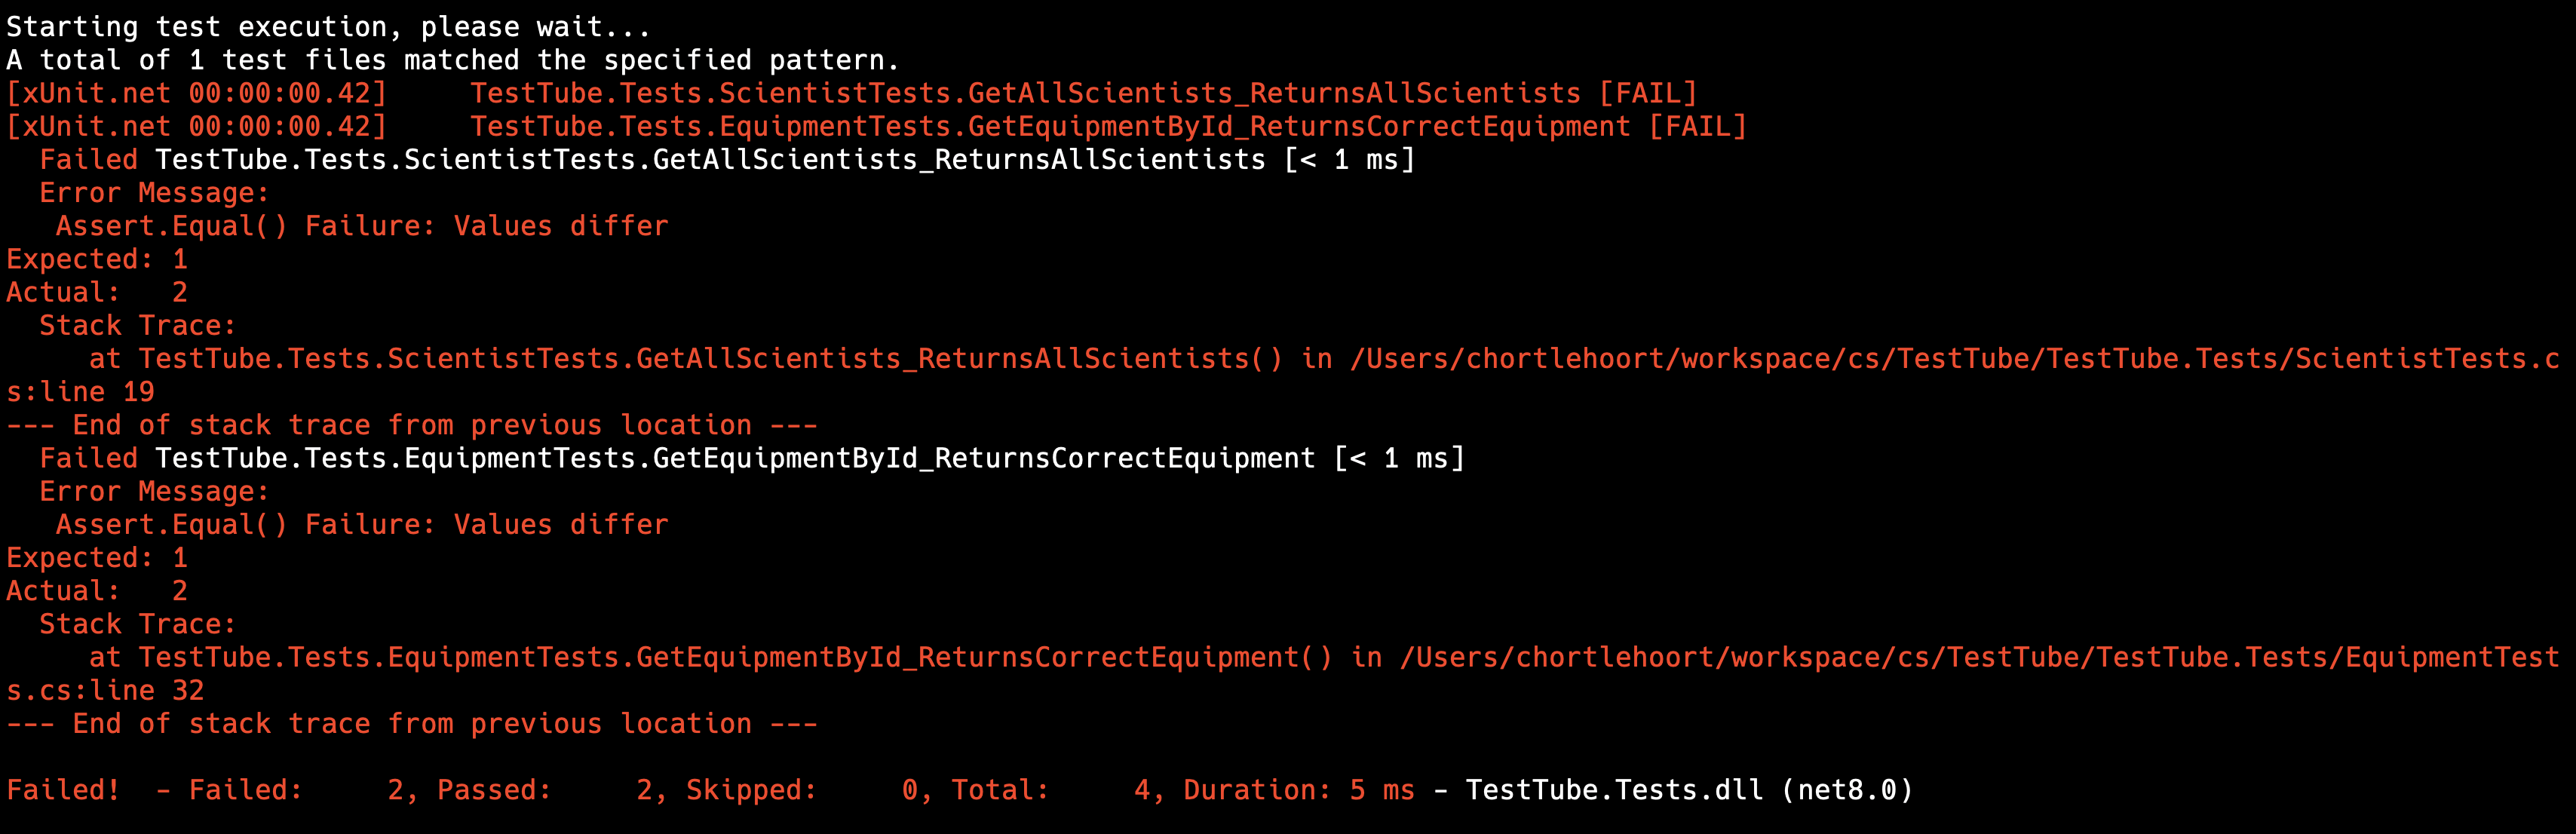 Starting test execution, please wait...
A total of 1 test files matched the specified pattern.
[xUnit.net 00:00:00.42]     TestTube.Tests.ScientistTests.GetAllScientists_ReturnsAllScientists [FAIL]
[xUnit.net 00:00:00.42]     TestTube.Tests.EquipmentTests.GetEquipmentById_ReturnsCorrectEquipment [FAIL]
  Failed TestTube.Tests.ScientistTests.GetAllScientists_ReturnsAllScientists [< 1 ms]
  Error Message:
   Assert.Equal() Failure: Values differ
Expected: 1
Actual:   2
  Stack Trace:
     at TestTube.Tests.ScientistTests.GetAllScientists_ReturnsAllScientists() in /Users/chortlehoort/workspace/cs/TestTube/TestTube.Tests/ScientistTests.c
s:line 19
--- End of stack trace from previous location ---
  Failed TestTube.Tests.EquipmentTests.GetEquipmentById_ReturnsCorrectEquipment [< 1 ms]
  Error Message:
   Assert.Equal() Failure: Values differ
Expected: 1
Actual:   2
  Stack Trace:
     at TestTube.Tests.EquipmentTests.GetEquipmentById_ReturnsCorrectEquipment() in /Users/chortlehoort/workspace/cs/TestTube/TestTube.Tests/EquipmentTest
s.cs:line 32
--- End of stack trace from previous location ---
Failed!  - Failed:     2, Passed:     2, Skipped:     0, Total:     4, Duration: 5 ms - TestTube.Tests.dll (net8.0)